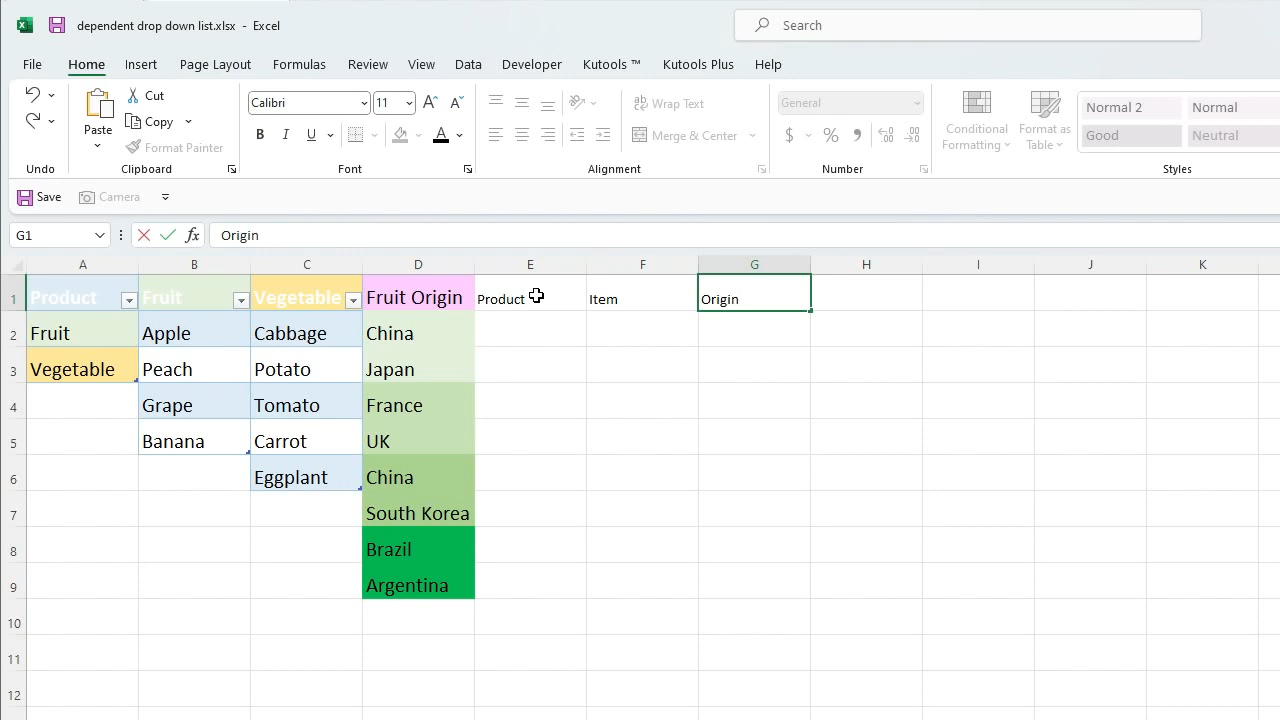 dependent drop down list.xlsx - Excel
Search
File Home Insert Page Layout Formulas Review View Data Developer Kutools ™ Kutools Plus Help
Cut
Calibri 11
Wrap Text
General
Normal 2 Normal
Paste
Copy
Merge & Center
Conditional Formatting
Format as Table
Good Neutral
Format Painter
Undo Clipboard Font Alignment Number Styles
Save Camera
G1 fx Origin
A B C D E F G H I J K
1 Product Fruit Vegetable Fruit Origin Product Item Origin
2 Fruit Apple Cabbage China
3 Vegetable Peach Potato Japan
4 Grape Tomato France
5 Banana Carrot UK
6 Eggplant China
7 South Korea
8 Brazil
9 Argentina
10
11
12